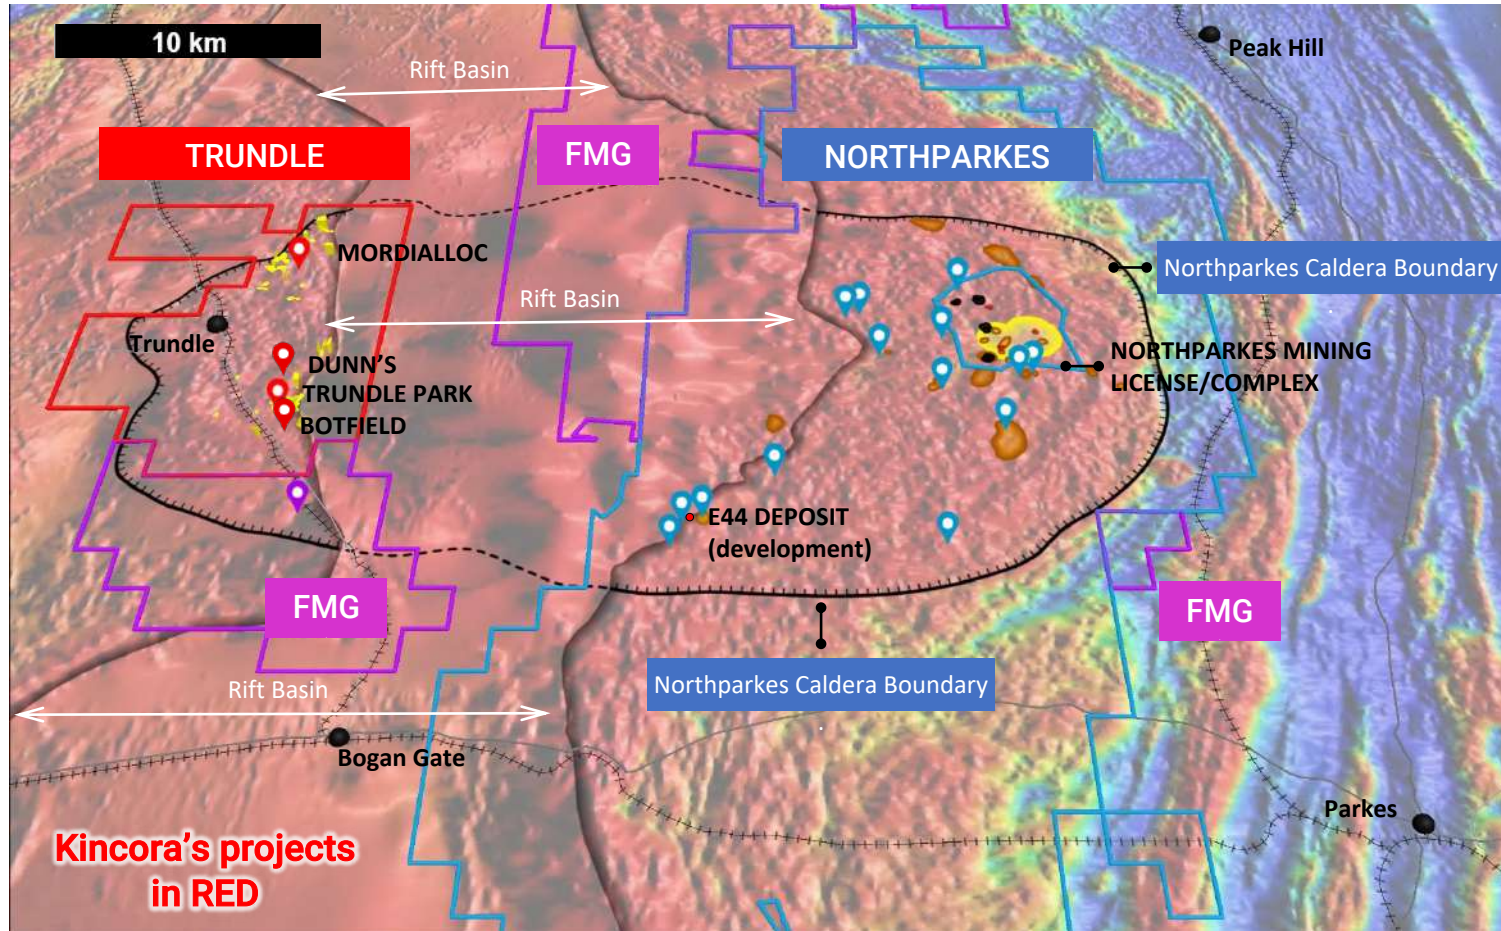 10 km
Rift Basin
Peak Hill
TRUNDLE
FMG
NORTHPARKES
MORDIALLOC
Northparkes Caldera Boundary
Rift Basin
Trundle
DUNN’S
TRUNDLE PARK
BOTFIELD
NORTHPARKES MINING
LICENSE/COMPLEX
E44 DEPOSIT
(development)
FMG
FMG
Northparkes Caldera Boundary
Rift Basin
Bogan Gate
Parkes
Kincora’s projects
in RED